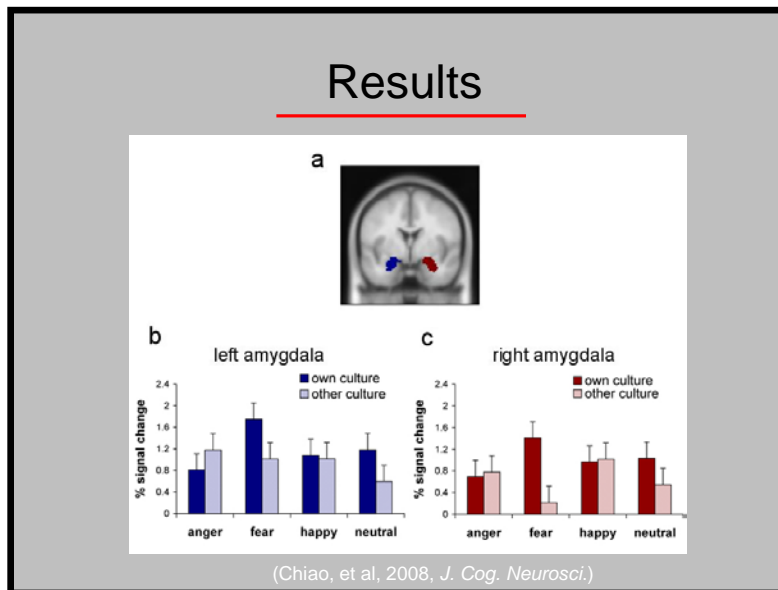 Results
a
b
left amygdala
own culture
other culture
% signal change
2.4
2
1.6
1.2
0.8
0.4
0
anger fear happy neutral
c
right amygdala
own culture
other culture
% signal change
2.4
2
1.6
1.2
0.8
0.4
0
anger fear happy neutral
(Chiao, et al, 2008, J. Cog. Neurosci.)